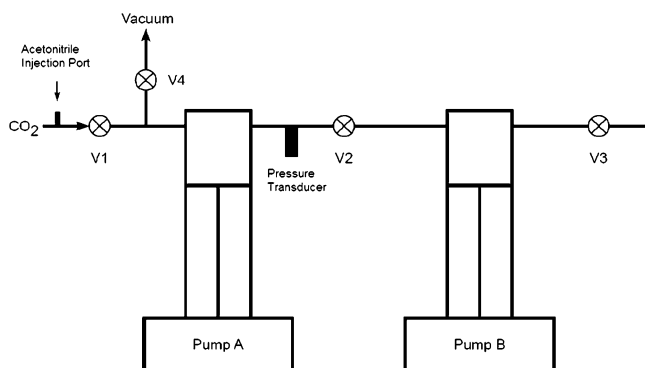 Vacuum
Acetonitrile
Injection Port
V4
CO2
V1
V2
V3
Pressure
Transducer
Pump A
Pump B